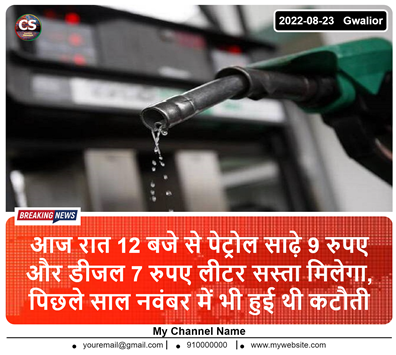 CS
2022-08-23 Gwalior
BREAKING NEWS
आज रात 12 बजे से पेट्रोल साढ़े 9 रुपए
और डीजल 7 रुपए लीटर सस्ता मिलेगा,
पिछले साल नवंबर में भी हुई थी कटौती
My Channel Name
● youremail@gmail.com | ● 910000000 ● www.mywebsite.com |